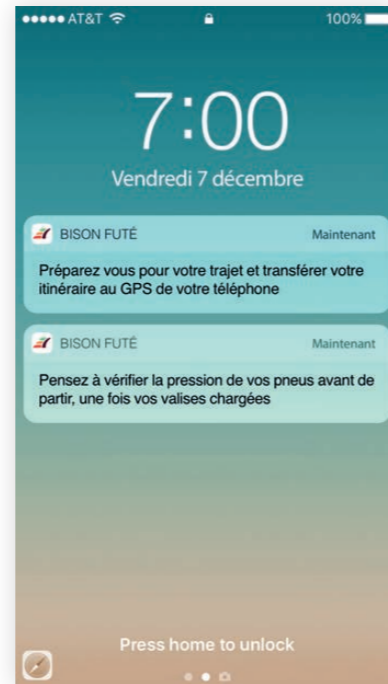 AT&T
100%
7:00
Vendredi 7 décembre
BISON FUTÉ Maintenant
Préparez vous pour votre trajet et transférer votre
itinéraire au GPS de votre téléphone
BISON FUTÉ Maintenant
Pensez à vérifier la pression de vos pneus avant de
partir, une fois vos valises chargées
Press home to unlock